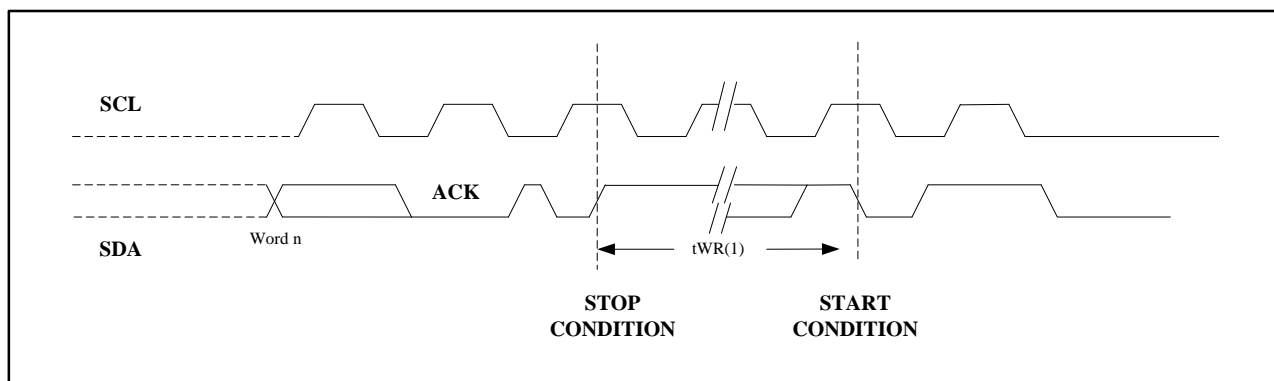 SCL
ACK
SDA
Word n
tWR(1)
STOP
CONDITION
START
CONDITION